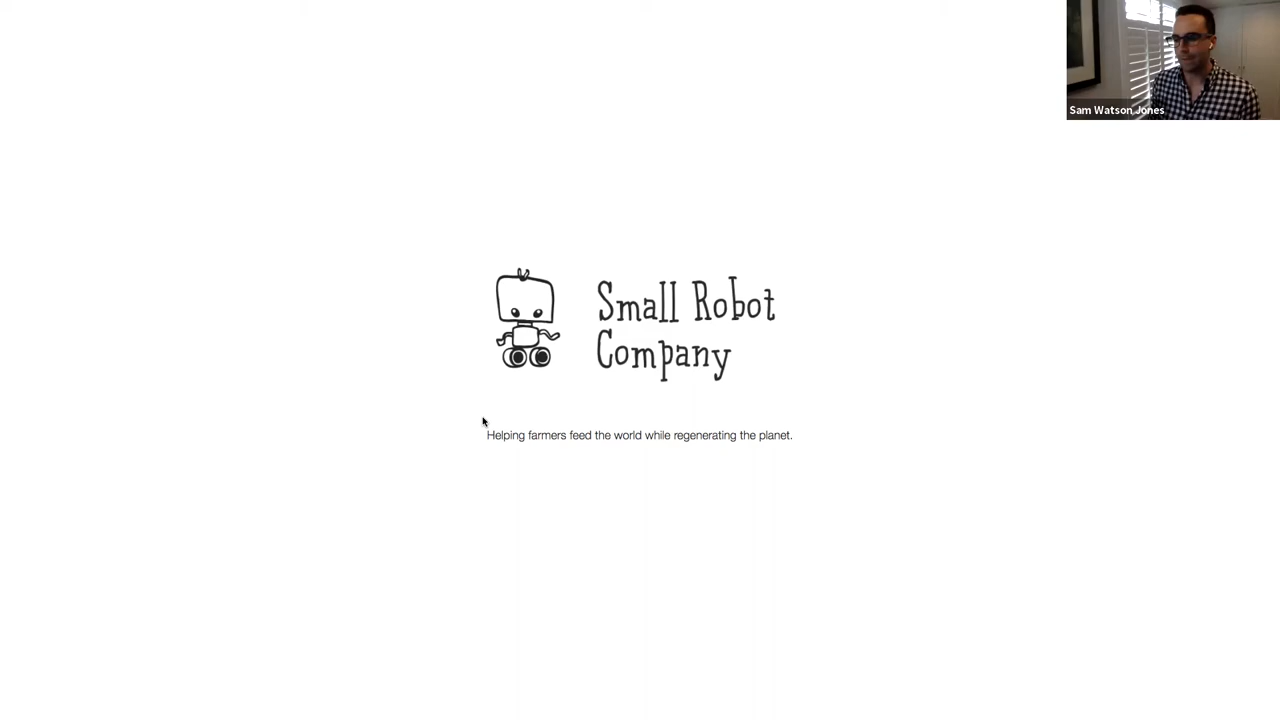 Sam Watson Jones
Small Robot
Company
Helping farmers feed the world while regenerating the planet.